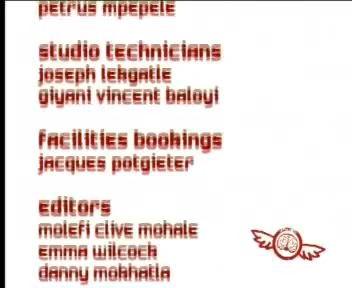 petrus mpepele
studio technicians
joseph lekgatle
giyani vincent baloyi
facilities bookings
jacques potgieter
editors
molefi clive mohale
emma wilcock
danny mokhatla